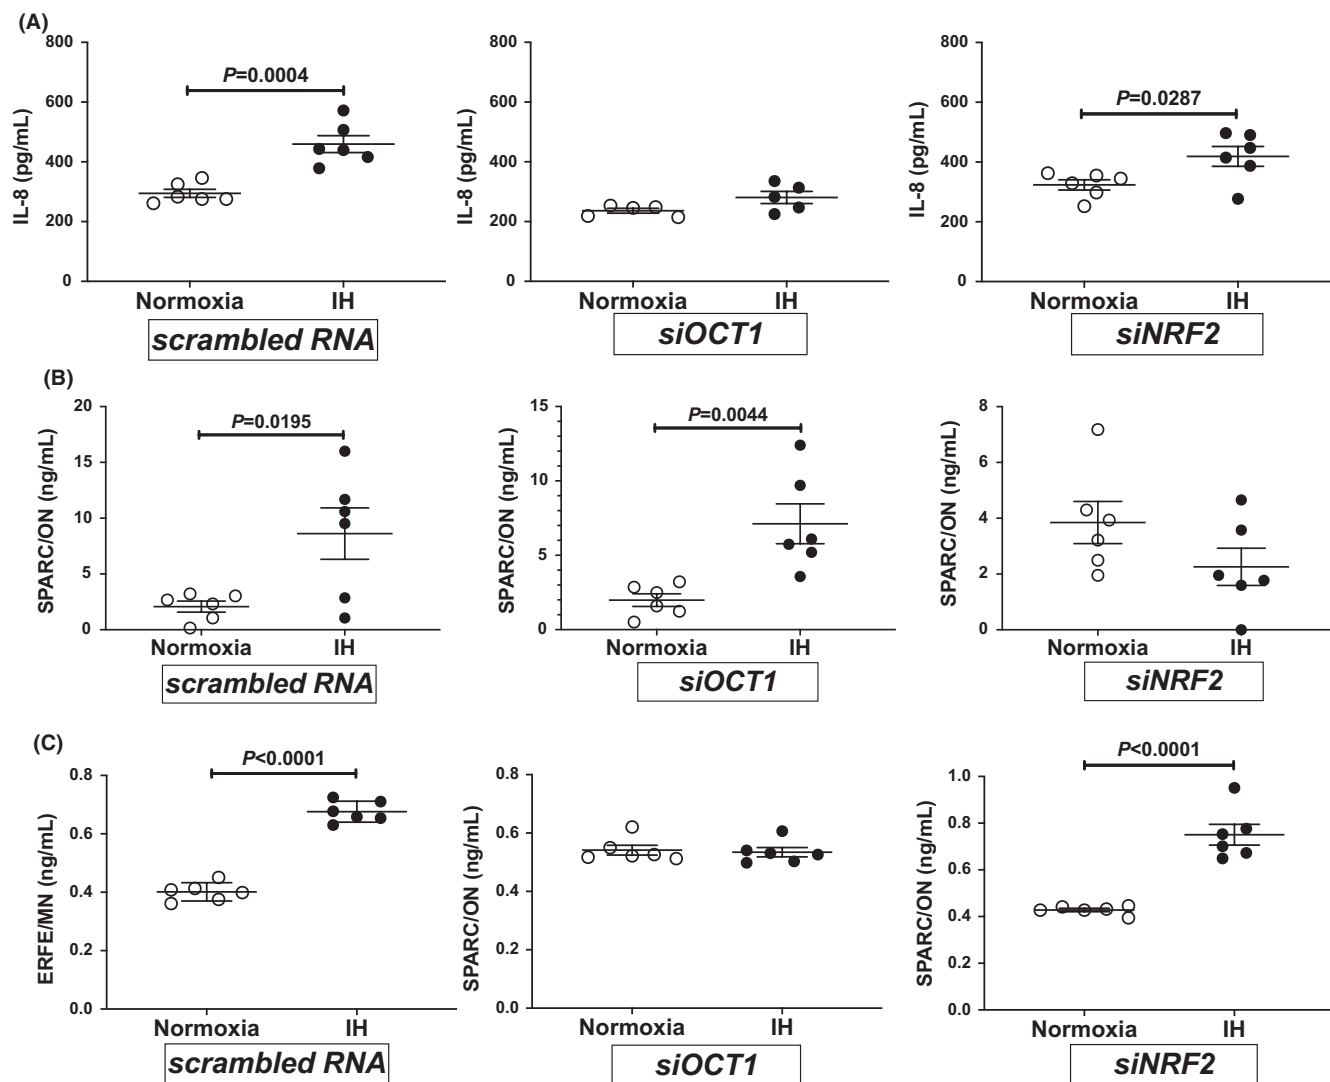 (A)
800
600
400
200
0
IL-8 (pg/mL)
P=0.0004
Normoxia IH
scrambled RNA
800
600
400
200
0
IL-8 (pg/mL)
Normoxia IH
siOCT1
800
600
400
200
0
IL-8 (pg/mL)
P=0.0287
Normoxia IH
siNRF2
(B)
20
15
10
5
0
SPARC/ON (ng/mL)
P=0.0195
Normoxia IH
scrambled RNA
15
10
5
0
SPARC/ON (ng/mL)
P=0.0044
Normoxia IH
siOCT1
8
6
4
2
0
SPARC/ON (ng/mL)
Normoxia IH
siNRF2
(C)
0.8
0.6
0.4
0.2
0.0
ERFE/MN (ng/mL)
P<0.0001
Normoxia IH
scrambled RNA
0.8
0.6
0.4
0.2
0.0
SPARC/ON (ng/mL)
Normoxia IH
siOCT1
1.0
0.8
0.6
0.4
0.2
0.0
SPARC/ON (ng/mL)
P<0.0001
Normoxia IH
siNRF2